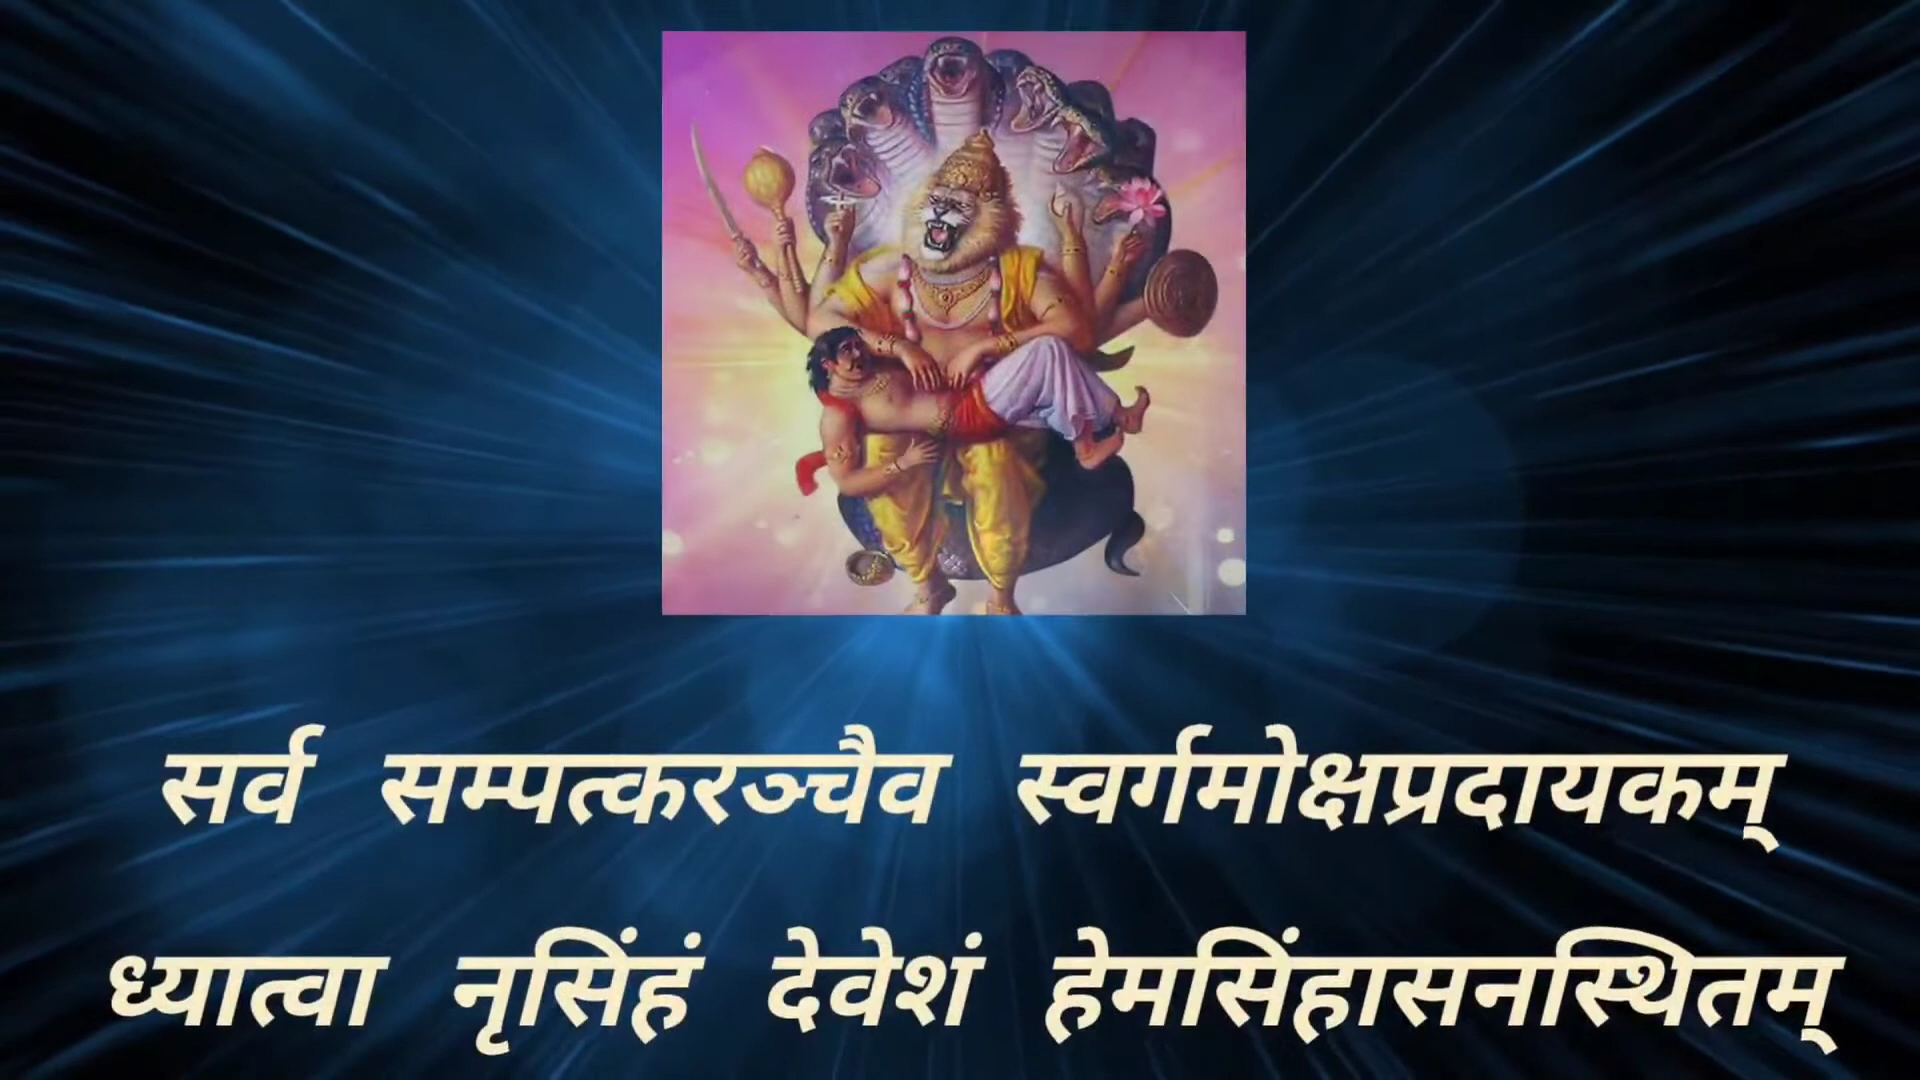 सर्व सम्पत्करञ्चैव स्वर्गमोक्षप्रदायकम्
ध्यात्वा नृसिंहं देवेशं हेमसिंहासनस्थितम्